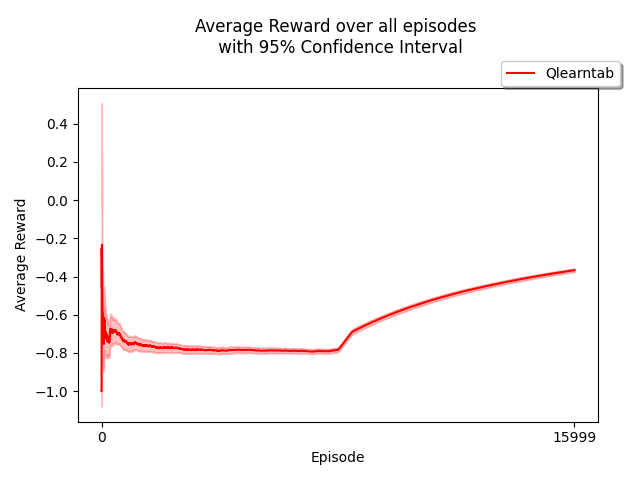 Average Reward over all episodes
with 95% Confidence Interval
Qlearntab
Average Reward
0.4
0.2
0.0
−0.2
−0.4
−0.6
−0.8
−1.0
0
15999
Episode